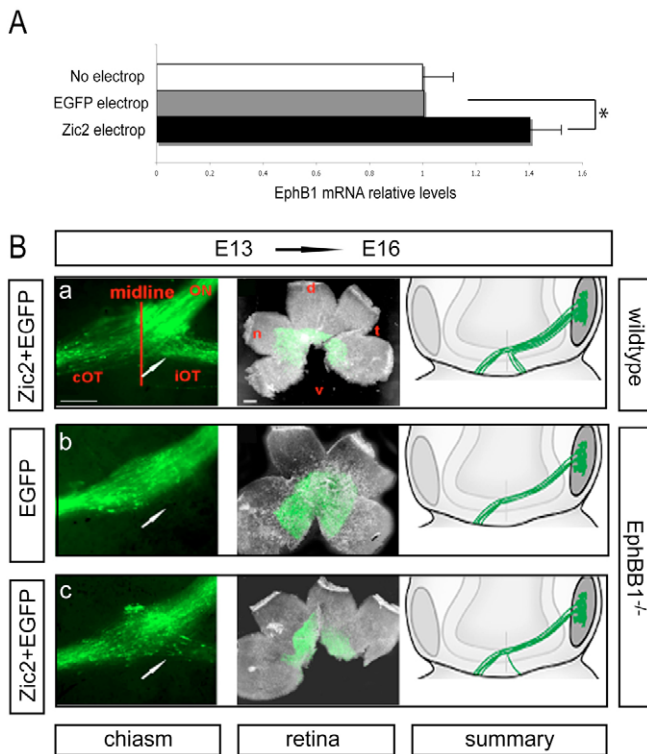 A
No electrop
EGFP electrop
Zic2 electrop
*
0 0.2 0.4 0.6 0.8 1 1.2 1.4 1.6
EphB1 mRNA relative levels
B
E13 E16
Zic2+EGFP
a
midline
ON
cOT
iOT
d
n
t
v
wildtype
EGFP
b
Zic2+EGFP
c
EphBB1-/-
chiasm
retina
summary